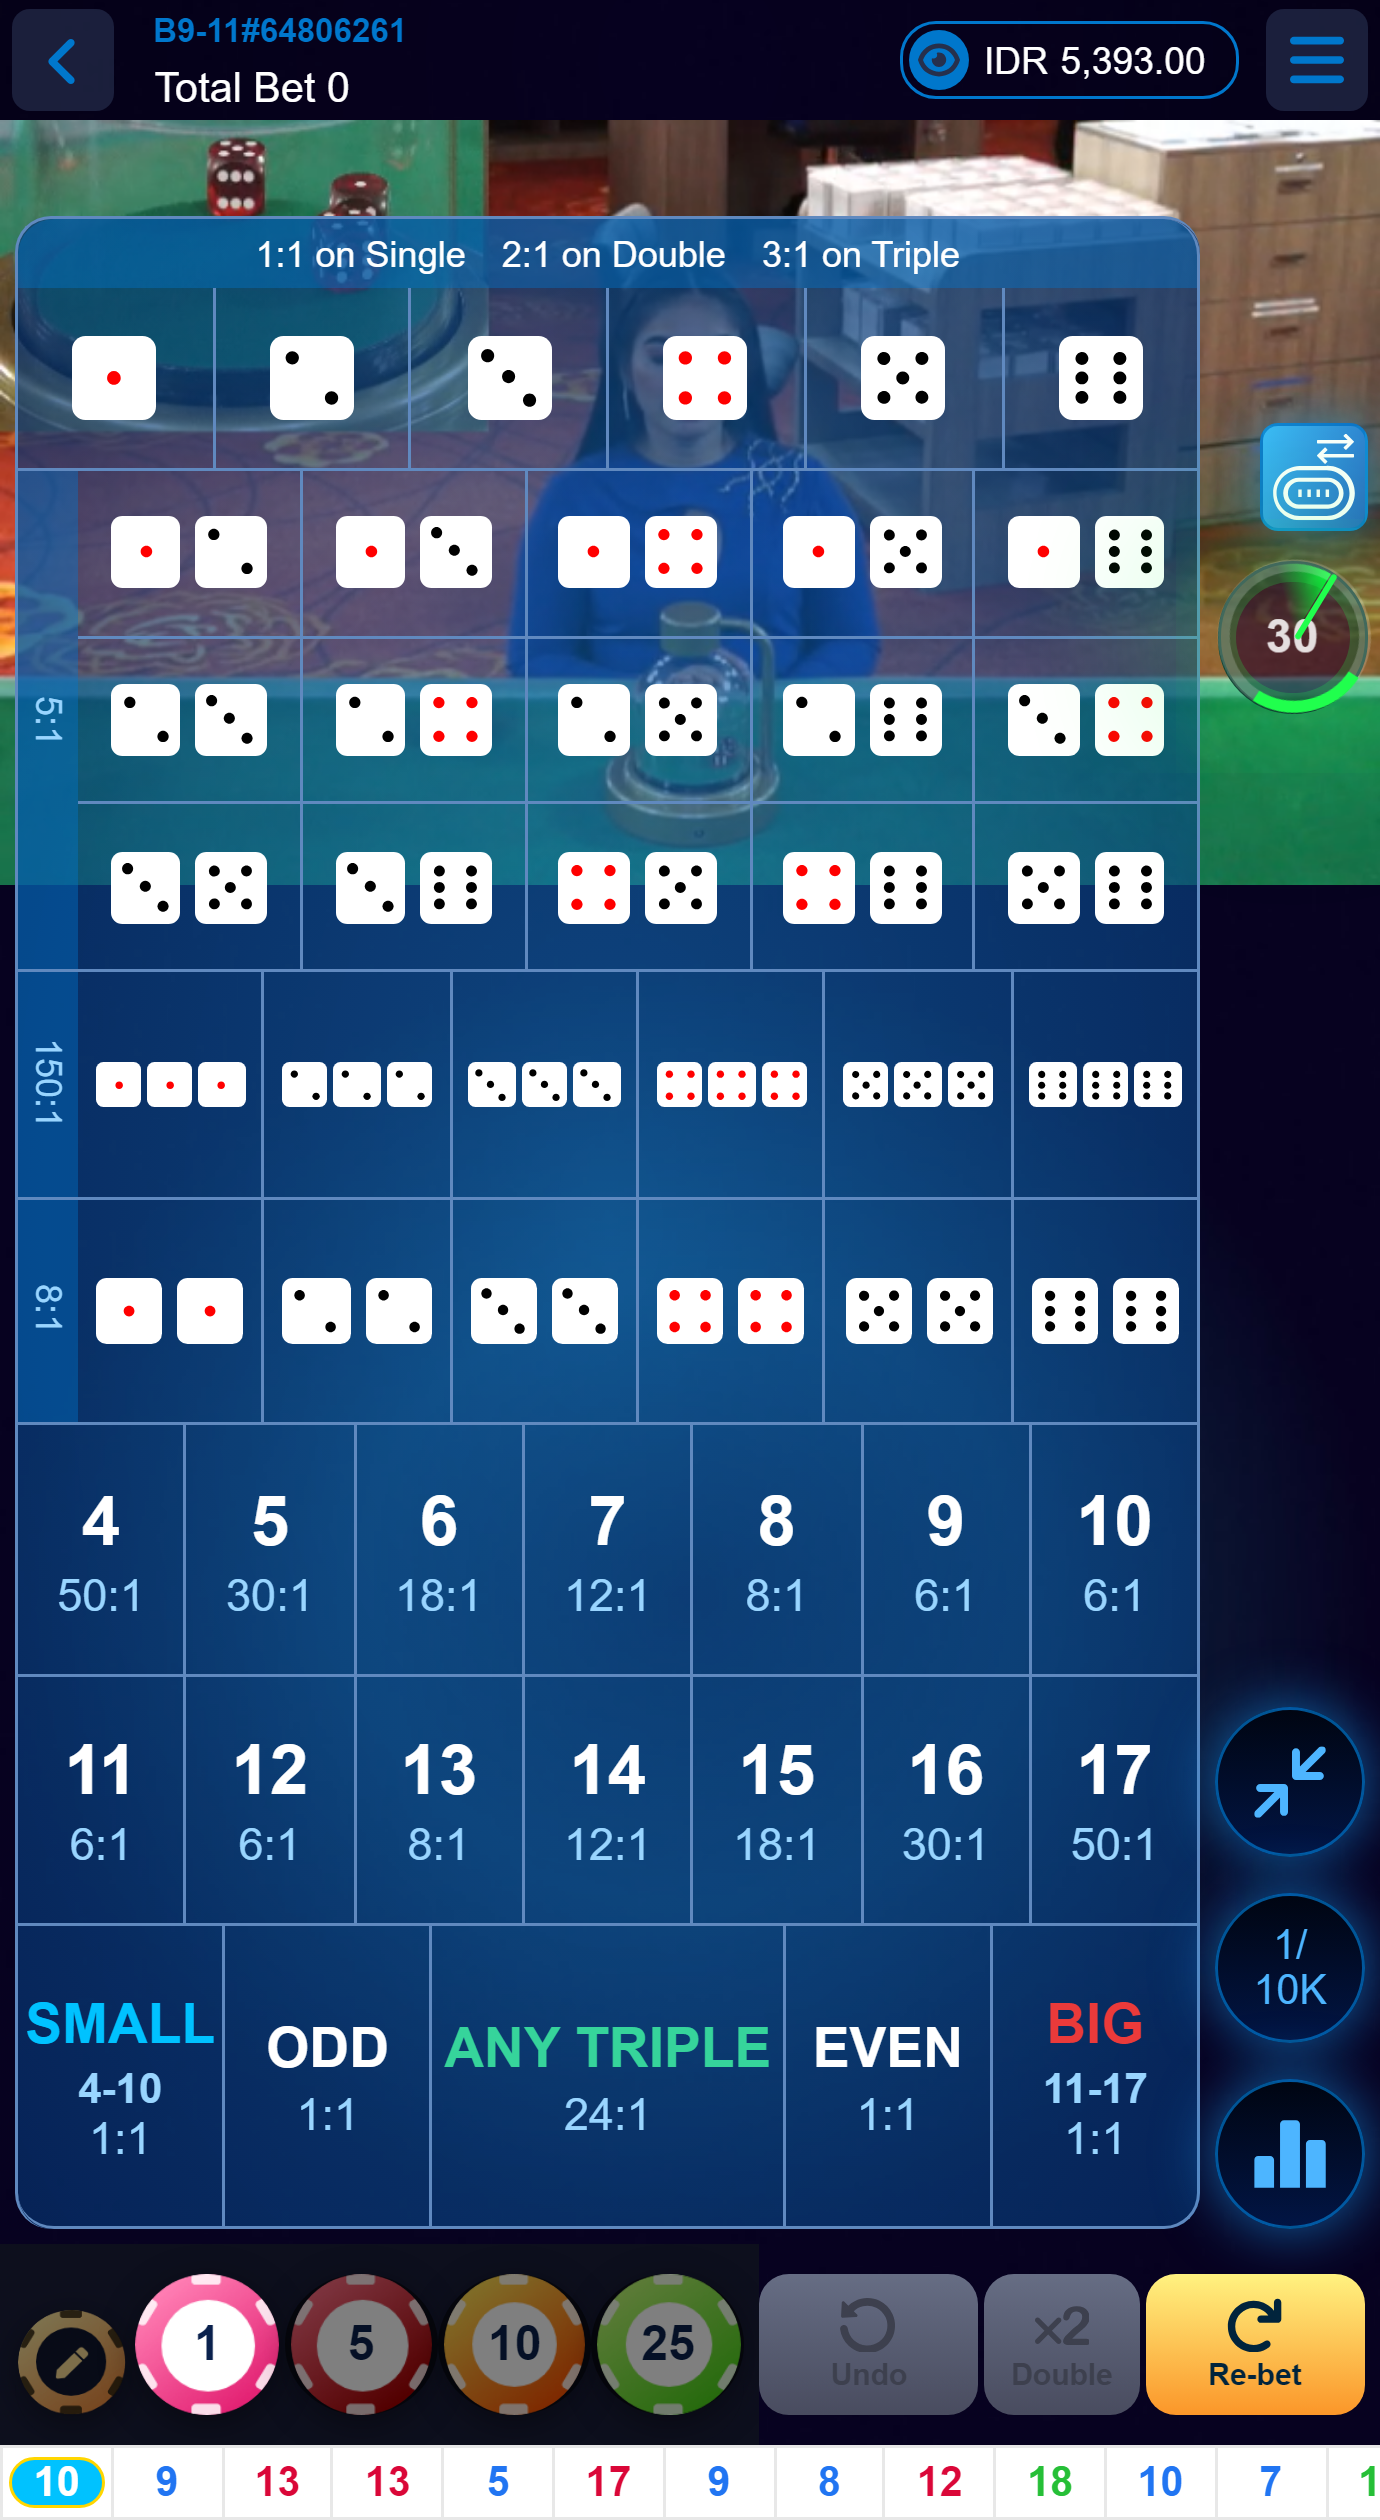 B9-11#64806261
Total Bet 0
IDR 5,393.00
1:1 on Single 2:1 on Double 3:1 on Triple
30
5:1
150:1
8:1
4 5 6 7 8 9 10
50:1 30:1 18:1 12:1 8:1 6:1 6:1
11 12 13 14 15 16 17
6:1 6:1 8:1 12:1 18:1 30:1 50:1
1/
10K
SMALL ODD ANY TRIPLE EVEN BIG
4-10 11-17
1:1 1:1 24:1 1:1 1:1
1 5 10 25
x2
Undo Double Re-bet
10 9 13 13 5 17 9 8 12 18 10 7